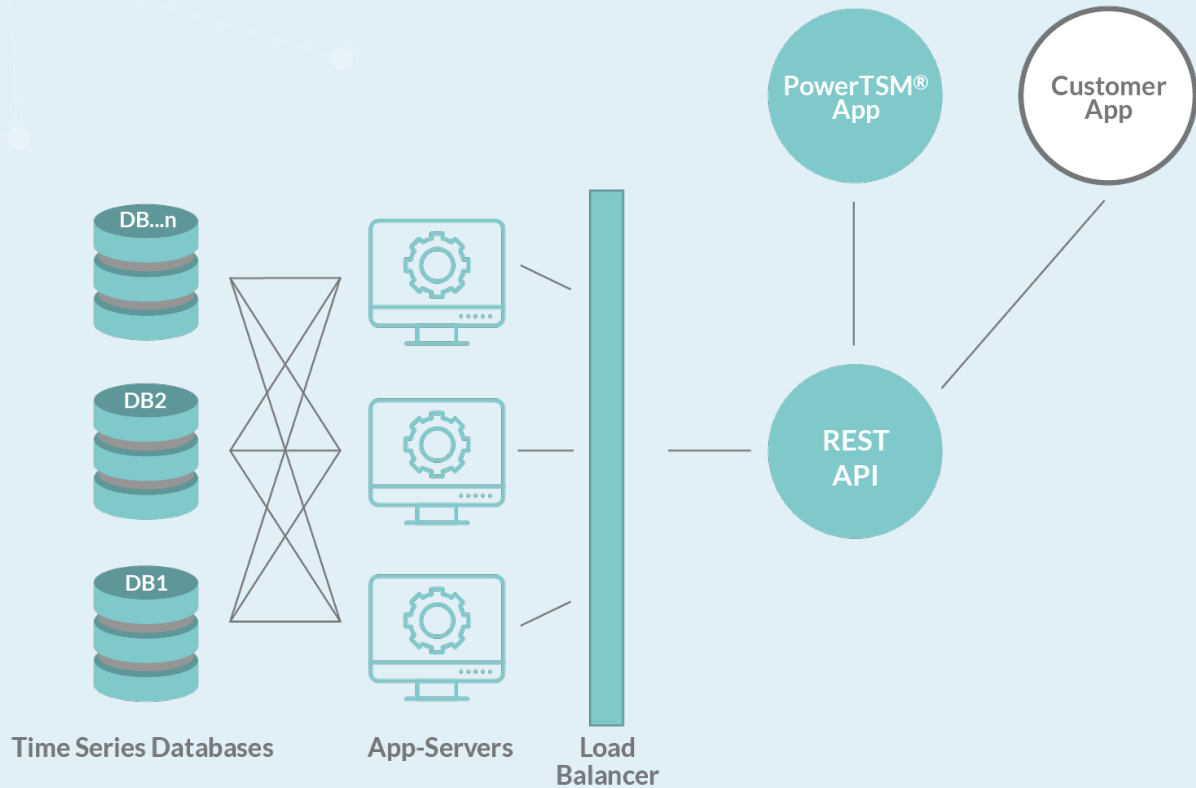 PowerTSM®
App
Customer
App
DB...n
DB2
REST
API
DB1
Time Series Databases
App-Servers
Load
Balancer